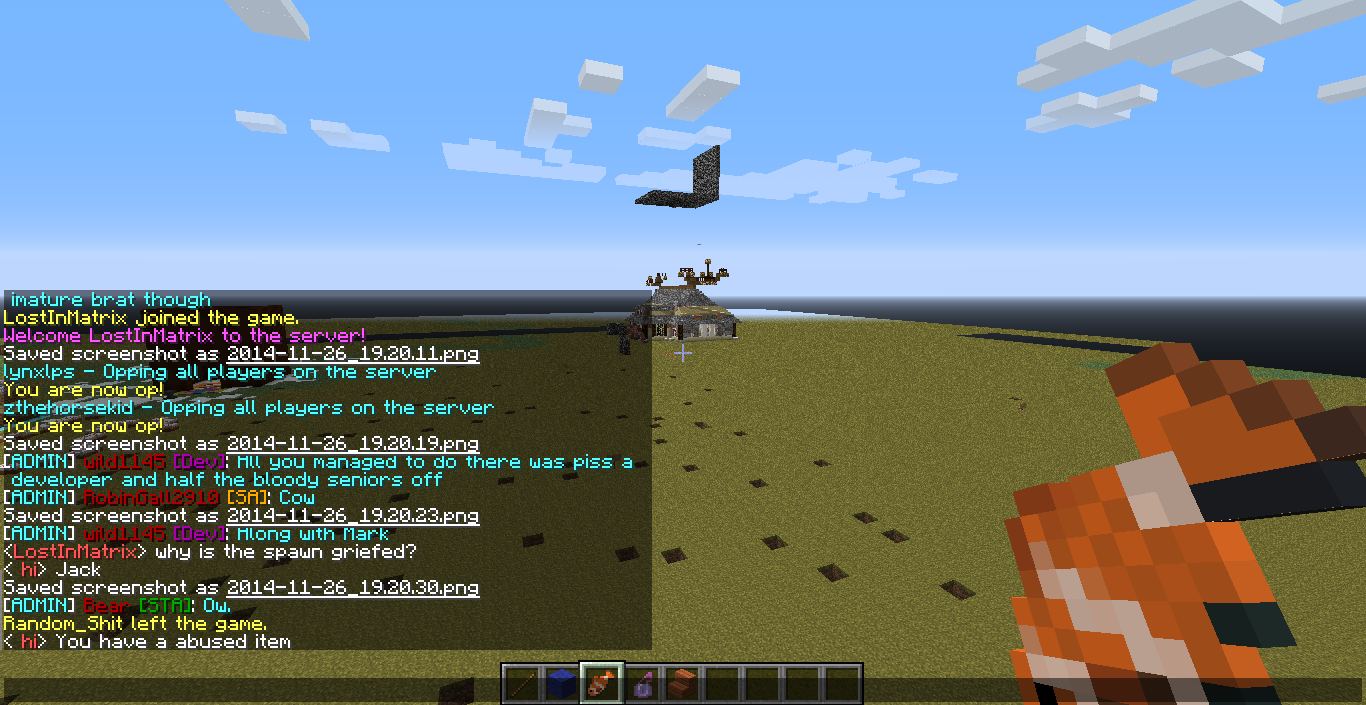 imature brat though
LostInMatrix joined the game.
Welcome LostInMatrix to the server!
Saved screenshot as 2014-11-26_19.20.11.png
lynxlps - Opping all players on the server
You are now op!
zthehorsekid - Opping all players on the server
You are now op!
Saved screenshot as 2014-11-26_19.20.19.png
[ADMIN] wild1145 [Dev]: All you managed to do there was piss a
developer and half the bloody seniors off
[ADMIN] RobinGall2910 [SA]: Cow
Saved screenshot as 2014-11-26_19.20.23.png
[ADMIN] wild1145 [Dev]: Along with Mark
<LostInMatrix> why is the spawn griefed?
< hi> Jack
Saved screenshot as 2014-11-26_19.20.30.png
[ADMIN] Bear [STA]: Ow.
Random_Shit left the game.
< hi> You have a abused item